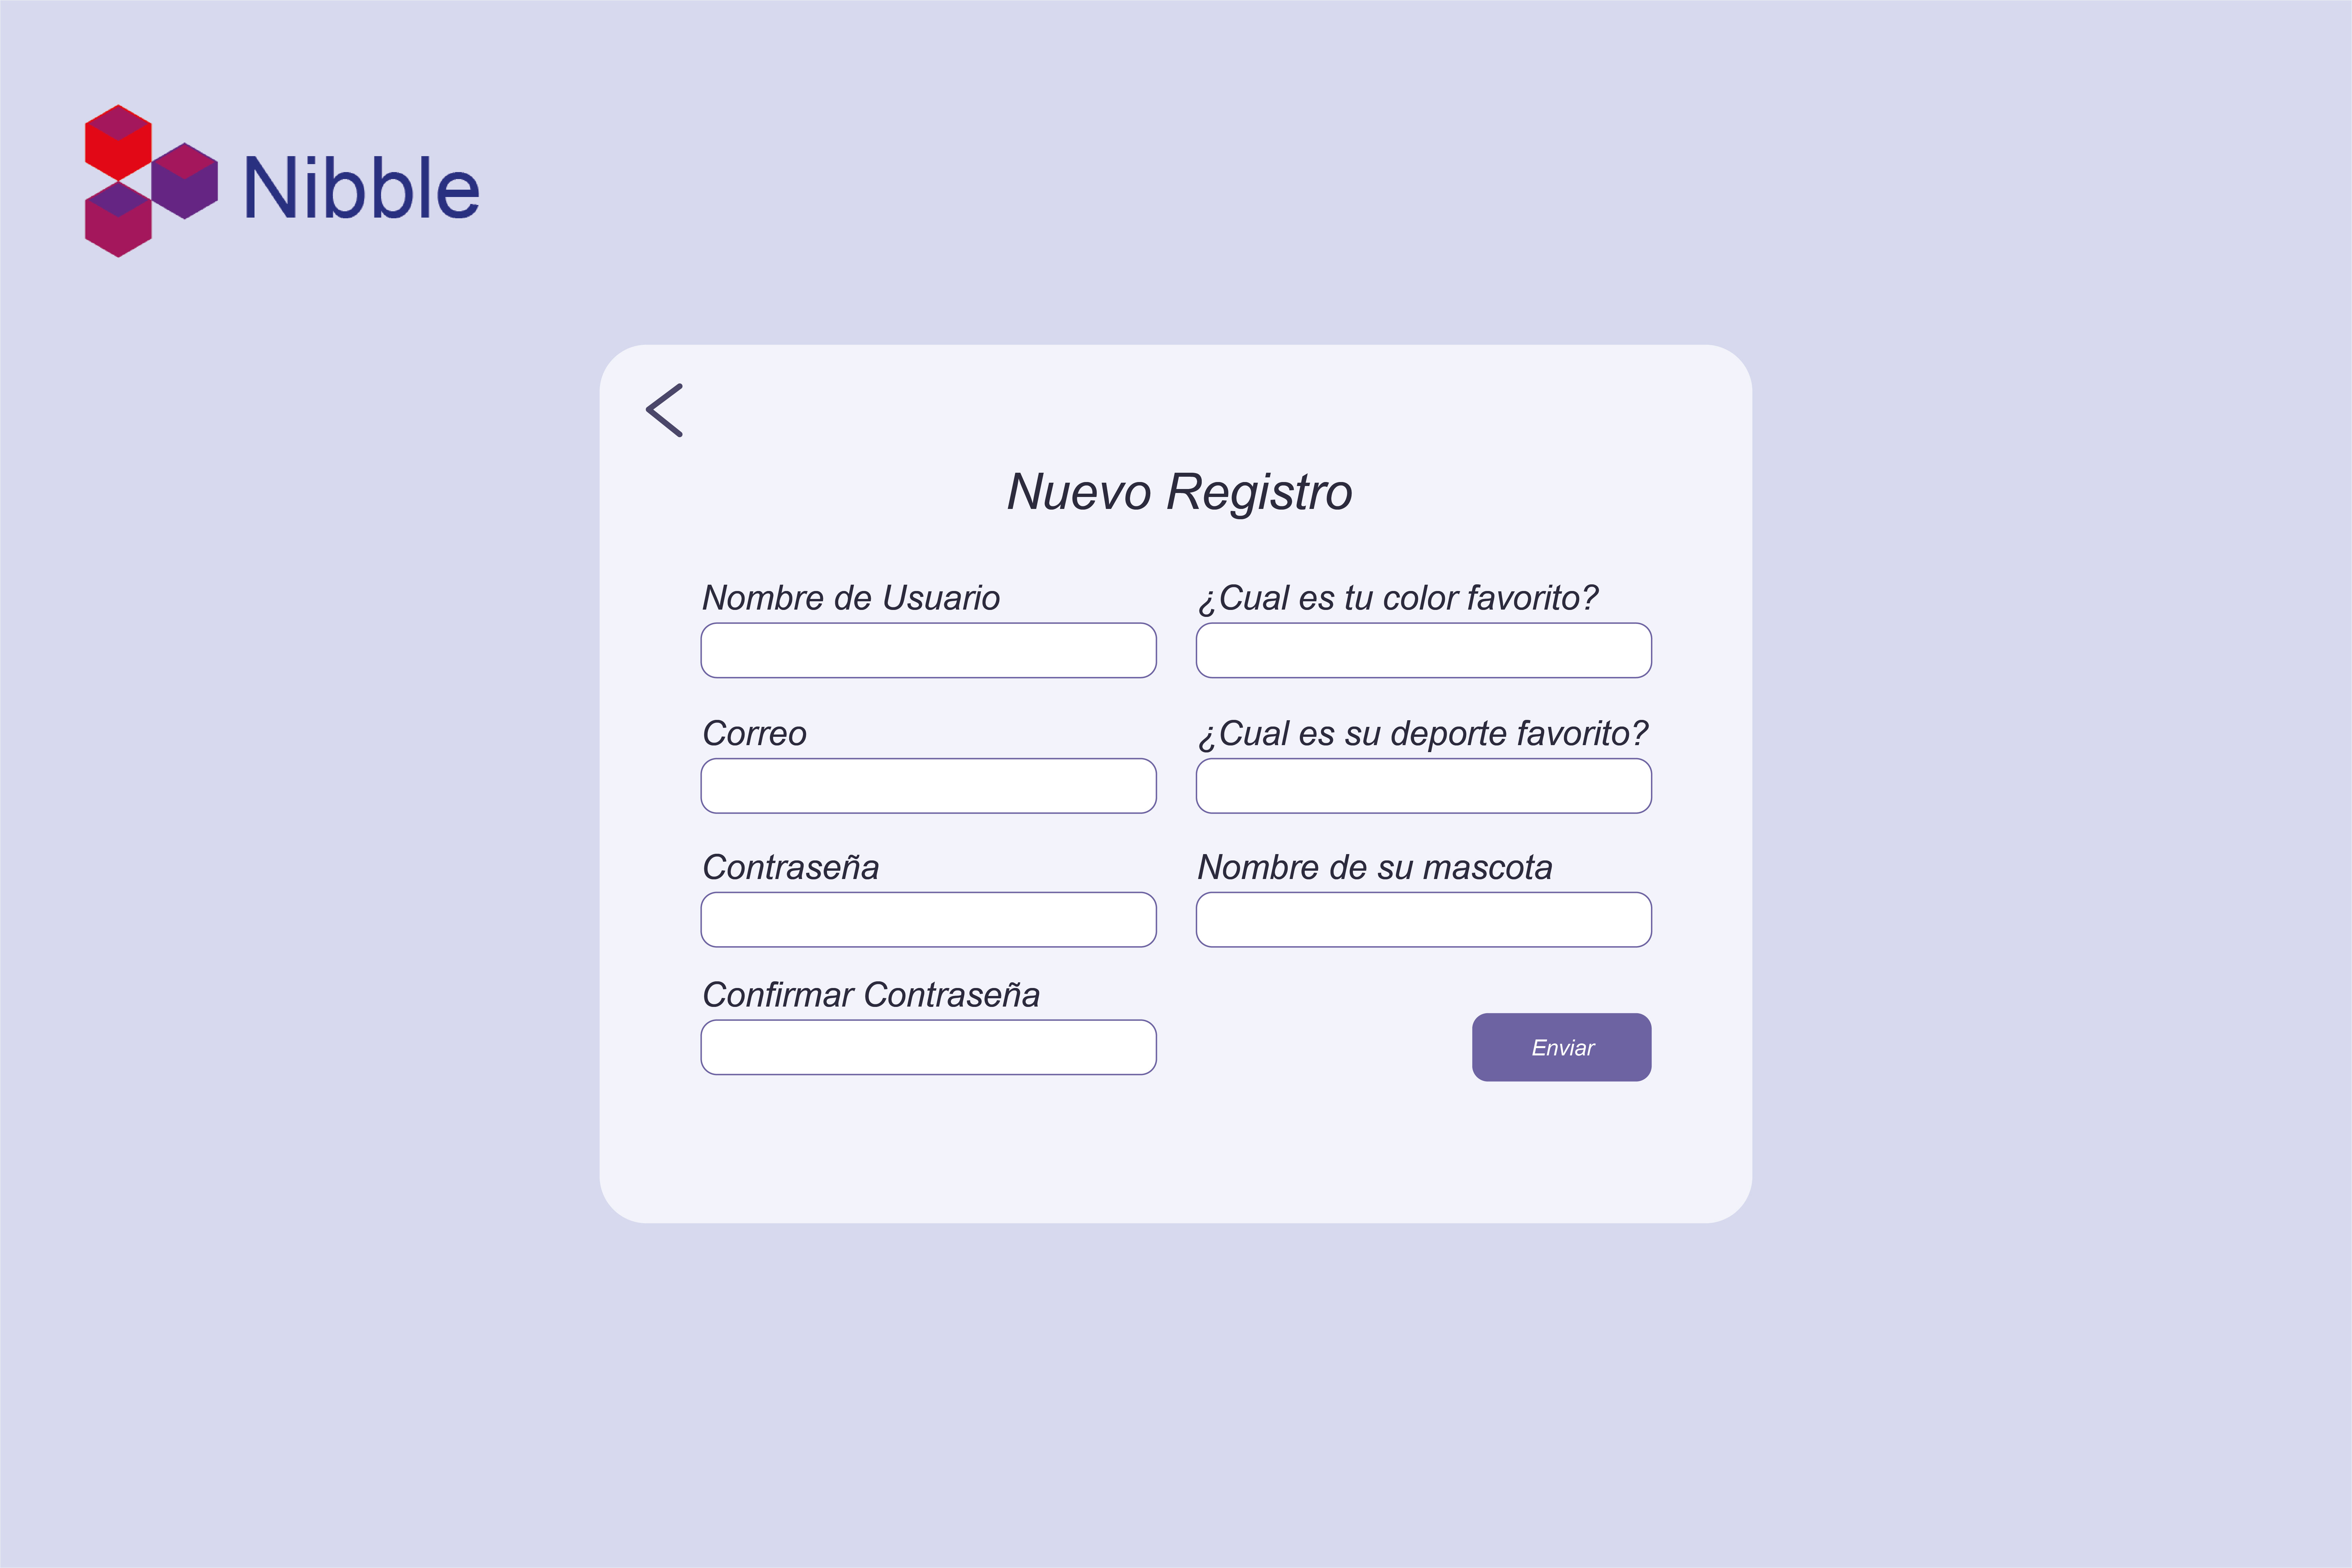 Nibble
Nuevo Registro
Nombre de Usuario
¿Cual es tu color favorito?
Correo
¿Cual es su deporte favorito?
Contraseña
Nombre de su mascota
Confirmar Contraseña
Enviar